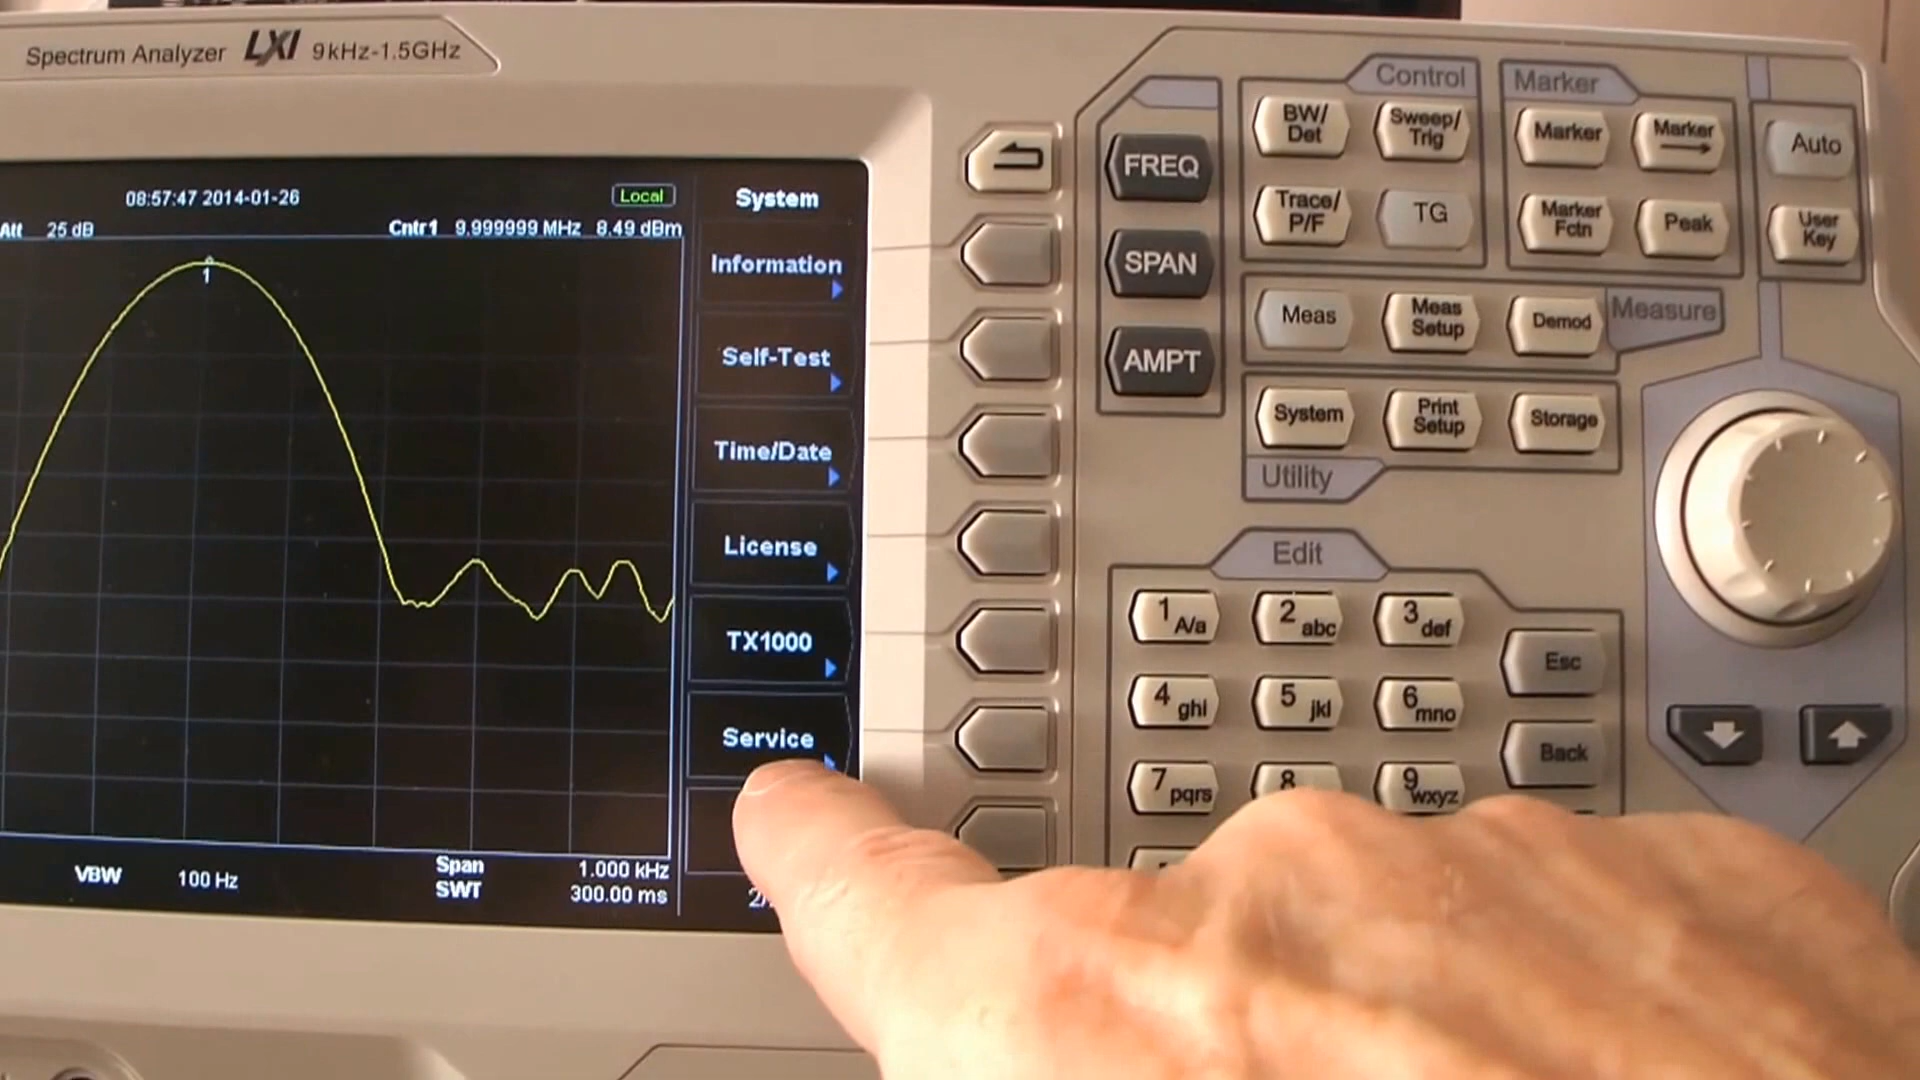 Spectrum Analyzer LXI 9kHz-1.5GHz
08:57:47 2014-01-26
Local
Att 25 dB
Cntr1 9.999999 MHz 8.49 dBm
1
VBW 100 Hz
Span 1.000 kHz
SWT 300.00 ms
System
Information
Self-Test
Time/Date
License
TX1000
Service
2/
FREQ
SPAN
AMPT
Control
BW/
Det
Sweep/
Trig
Trace/
P/F
TG
Marker
Marker
Marker
Marker
Fctn
Peak
Auto
User
Key
Meas
Meas
Setup
Demod
Measure
System
Print
Setup
Storage
Utility
Edit
1 A/a
2 abc
3 def
4 ghi
5 jkl
6 mno
7 pqrs
8
9 wxyz
Esc
Back